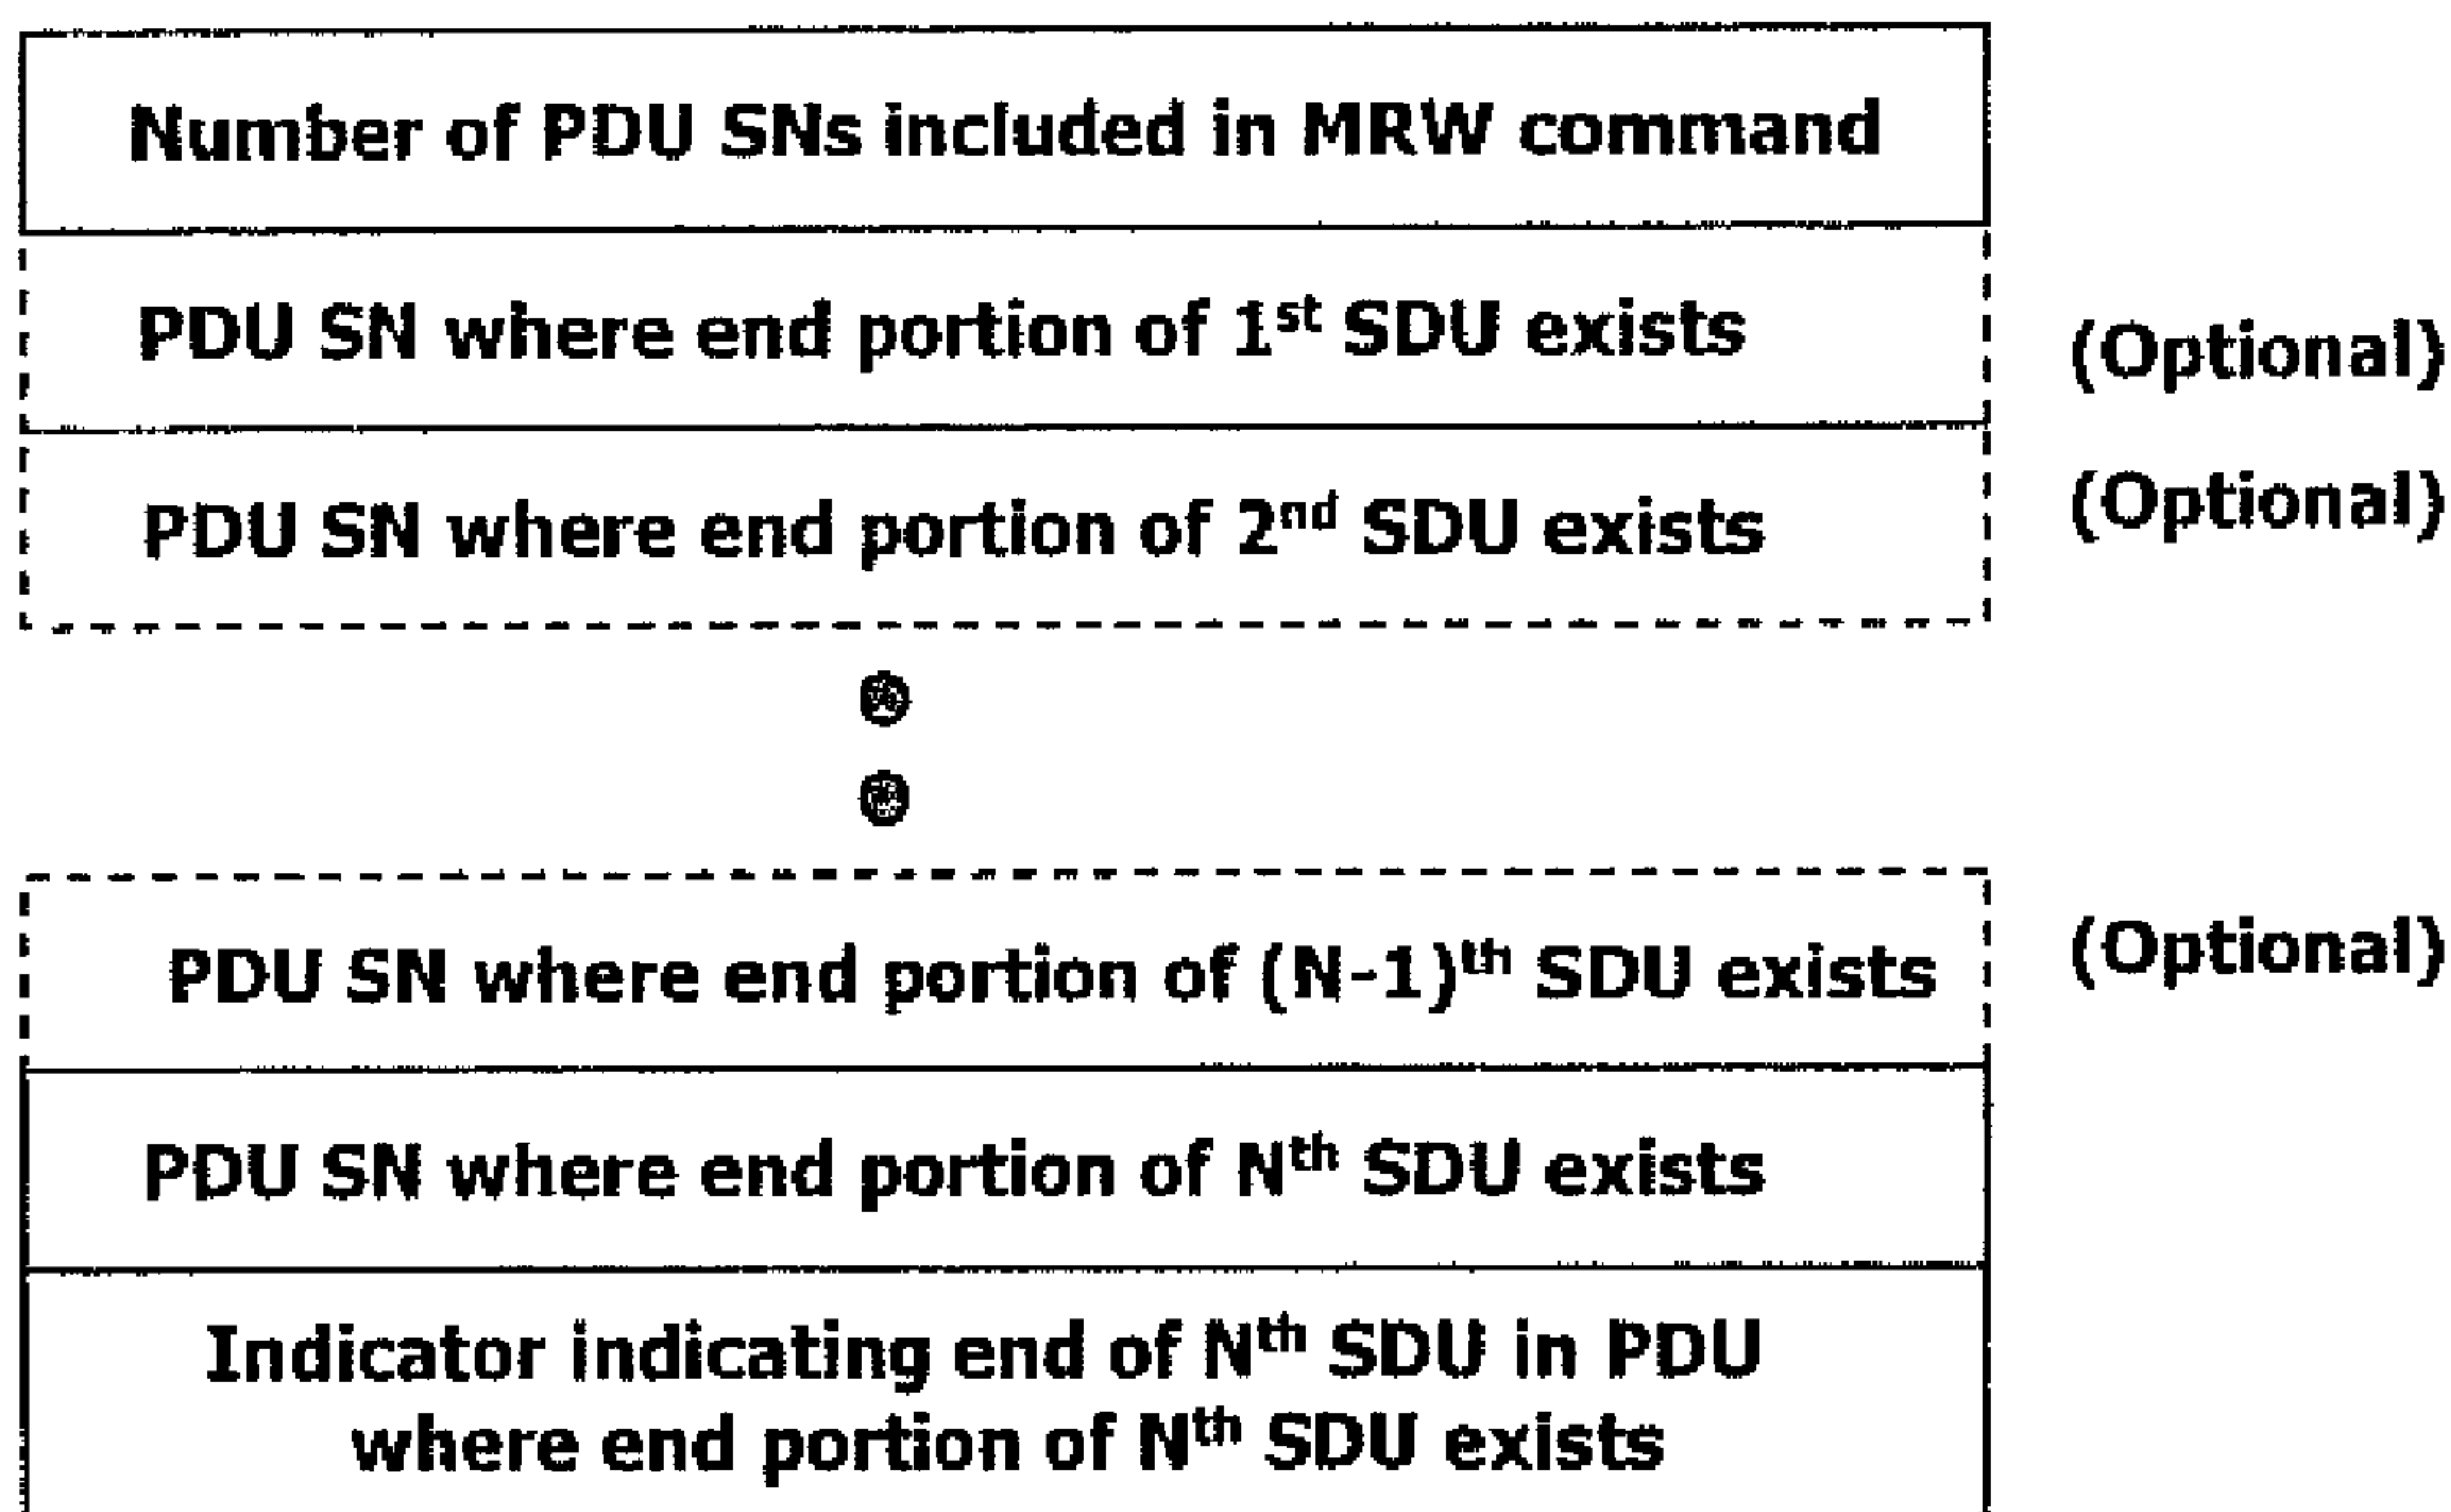 Number of PDU SNs included in MRW command
PDU SN where end portion of 1st SDU exists
(Optional)
PDU SN where end portion of 2nd SDU exists
(Optional)
PDU SN where end portion of (N-1)th SDU exists
(Optional)
PDU SN where end portion of Nth SDU exists
Indicator indicating end of Nth SDU in PDU
where end portion of Nth SDU exists